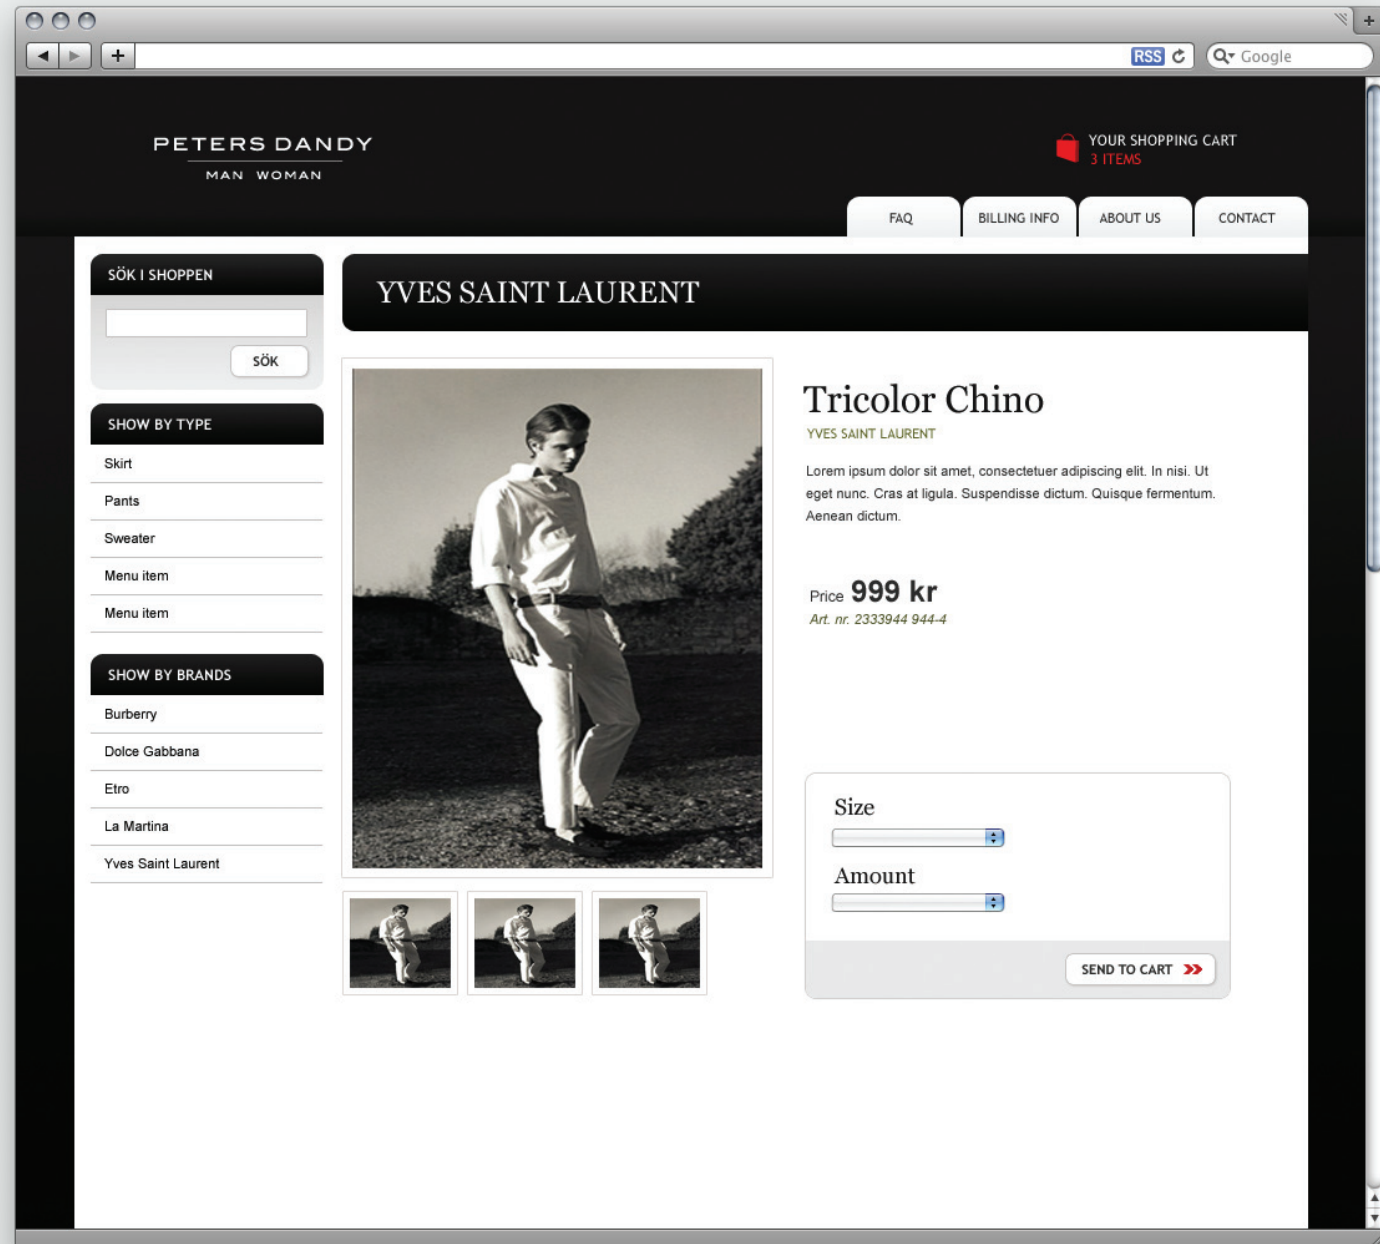 RSS
Google
PETERS DANDY
MAN WOMAN
YOUR SHOPPING CART
3 ITEMS
FAQ
BILLING INFO
ABOUT US
CONTACT
SÖK I SHOPPEN
SÖK
SHOW BY TYPE
Skirt
Pants
Sweater
Menu item
Menu item
SHOW BY BRANDS
Burberry
Dolce Gabbana
Etro
La Martina
Yves Saint Laurent
YVES SAINT LAURENT
Tricolor Chino
YVES SAINT LAURENT
Lorem ipsum dolor sit amet, consectetuer adipiscing elit. In nisi. Ut
eget nunc. Cras at ligula. Suspendisse dictum. Quisque fermentum.
Aenean dictum.
Price 999 kr
Art. nr. 2333944 944-4
Size
Amount
SEND TO CART